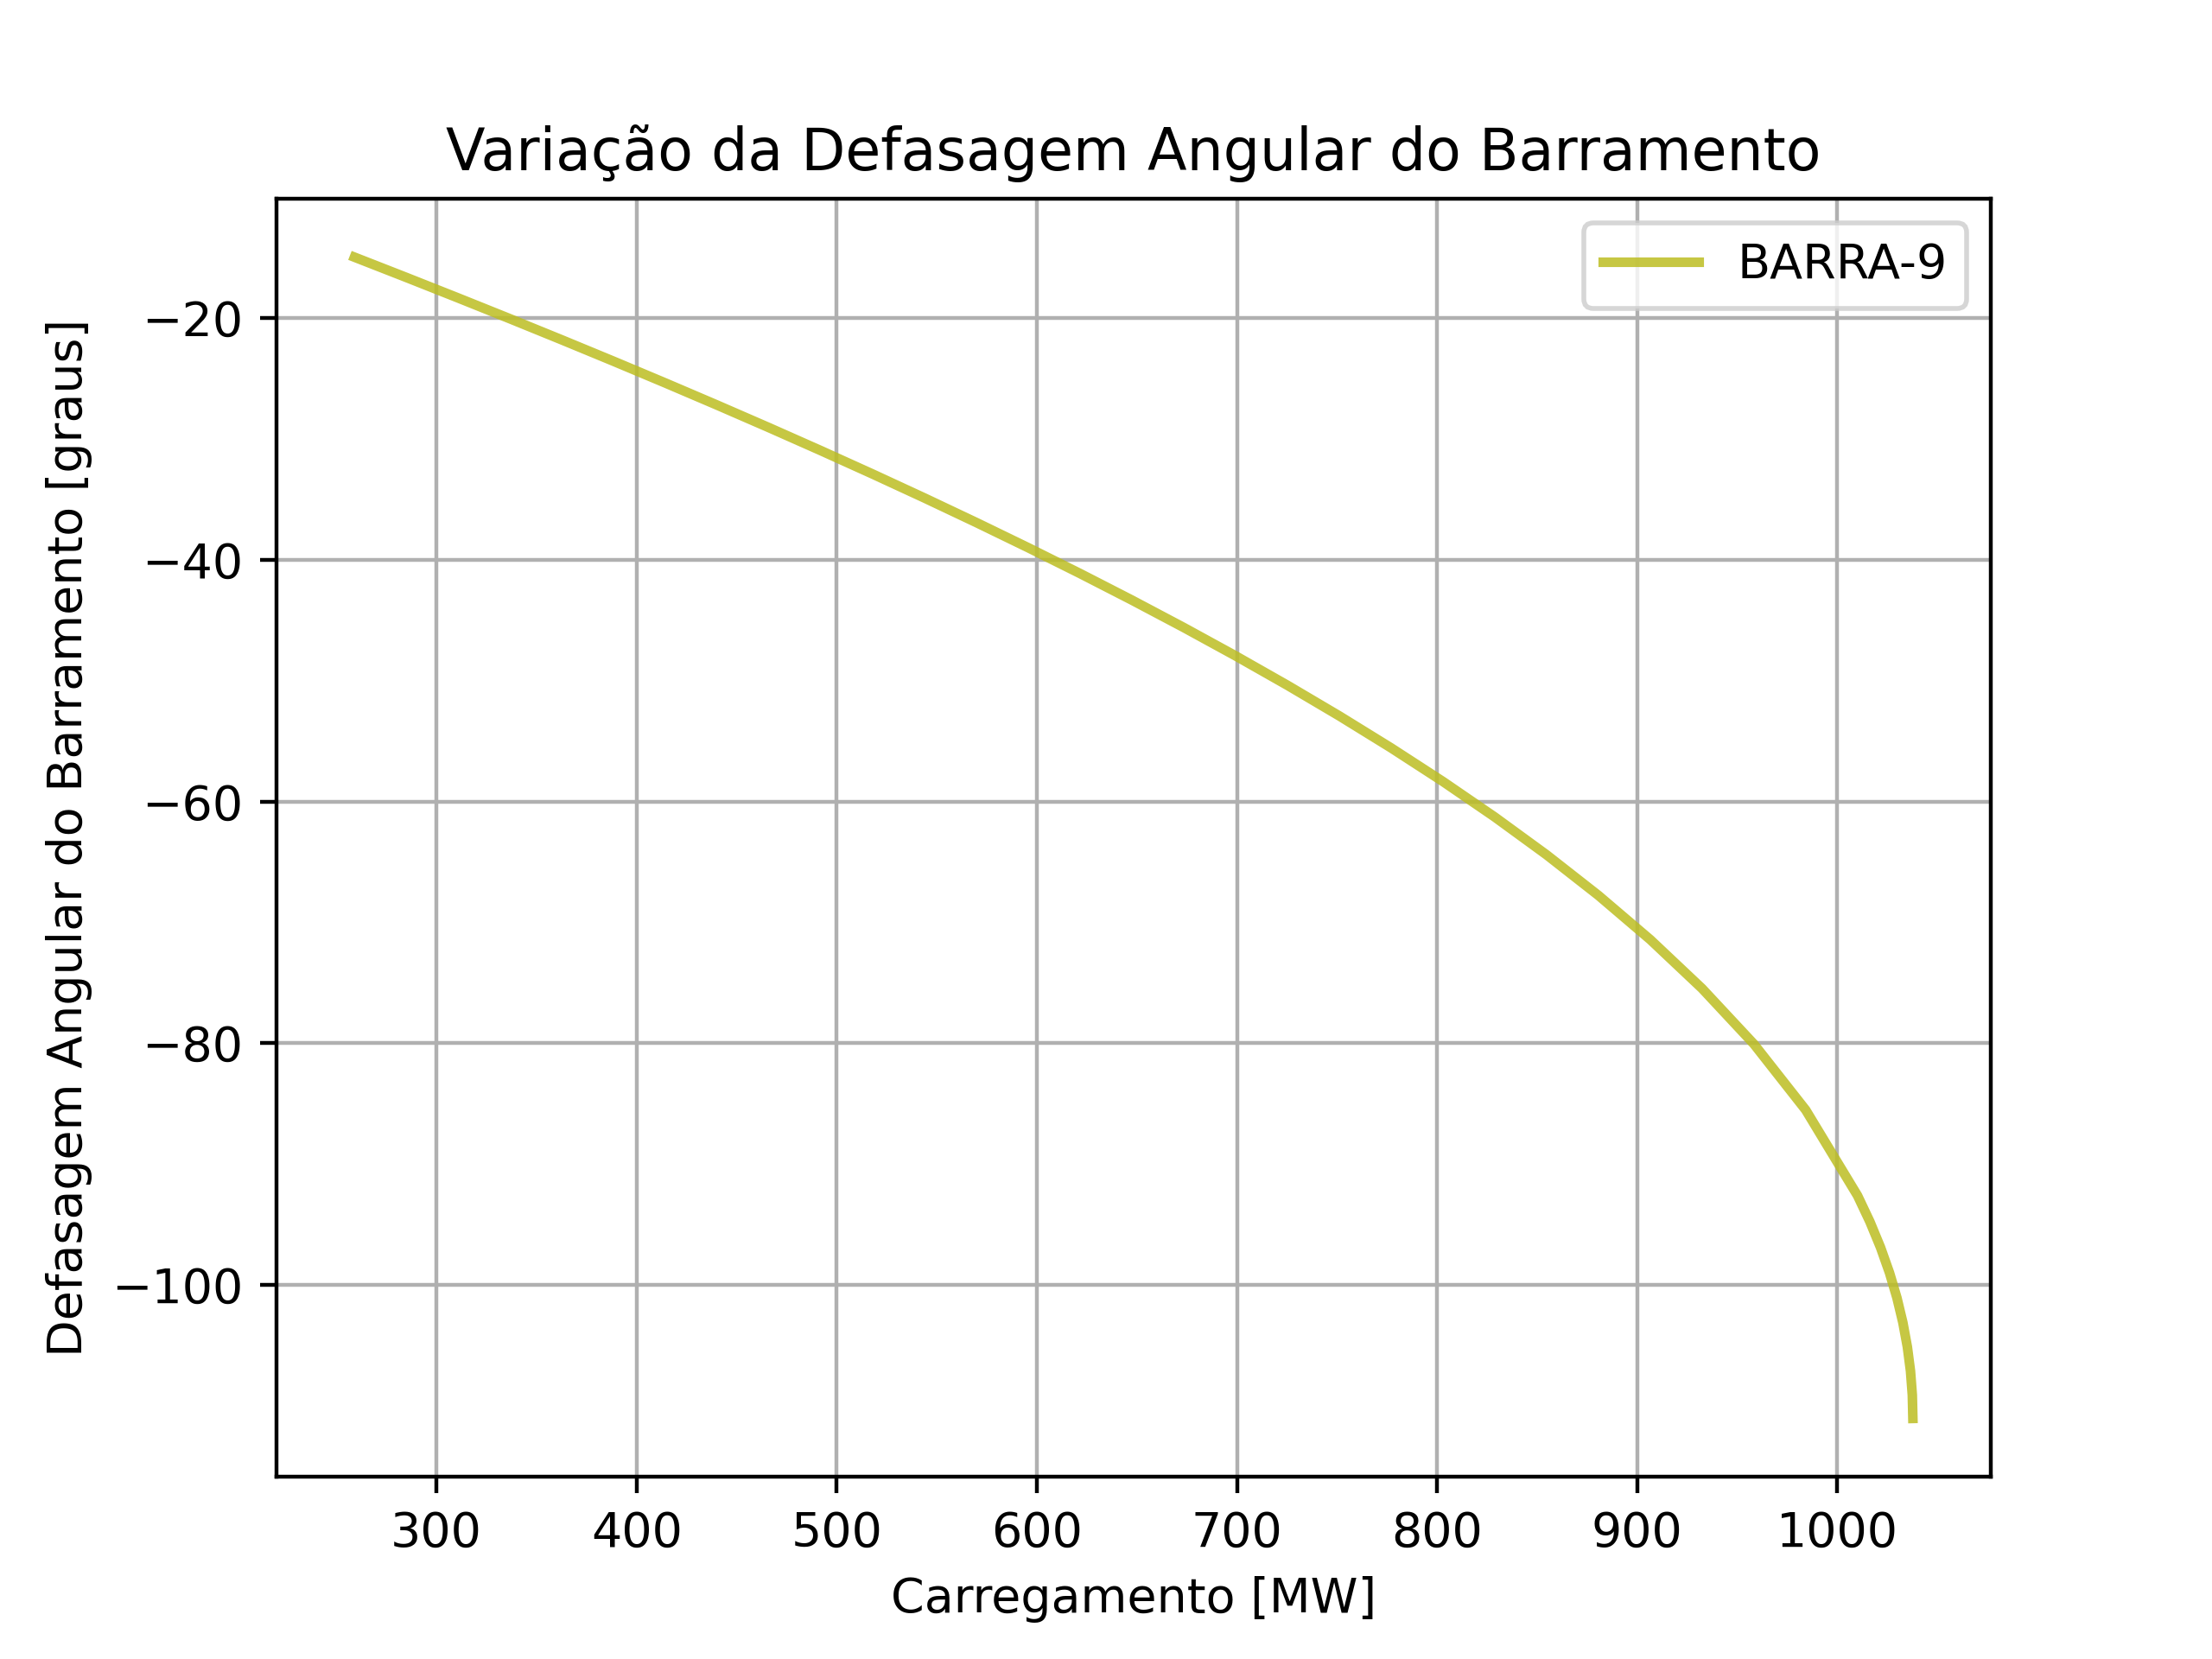 Variação da Defasagem Angular do Barramento
BARRA-9
Defasagem Angular do Barramento [graus]
−20
−40
−60
−80
−100
300 400 500 600 700 800 900 1000
Carregamento [MW]